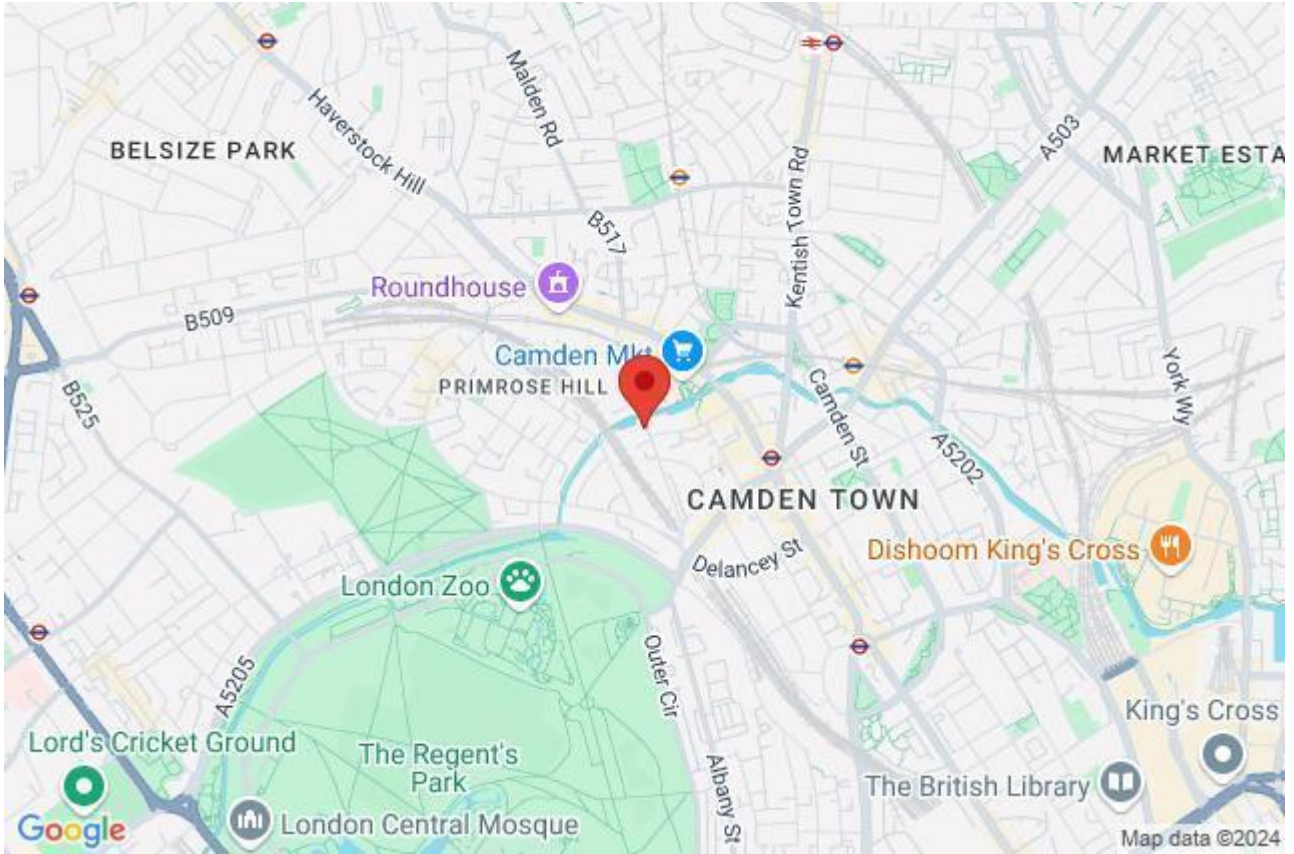 Malden Rd
Haverstock Hill
BELSIZE PARK
A503
MARKET ESTA
Kentish Town Rd
B517
Roundhouse
B509
Camden Mkt
PRIMROSE HILL
York Wy
B525
Camden St
A5202
CAMDEN TOWN
Delancey St
Dishoom King's Cross
London Zoo
Outer Cir
A5205
King's Cross
Lord's Cricket Ground
The Regent's
Park
Albany St
The British Library
Google
London Central Mosque
Map data ©2024